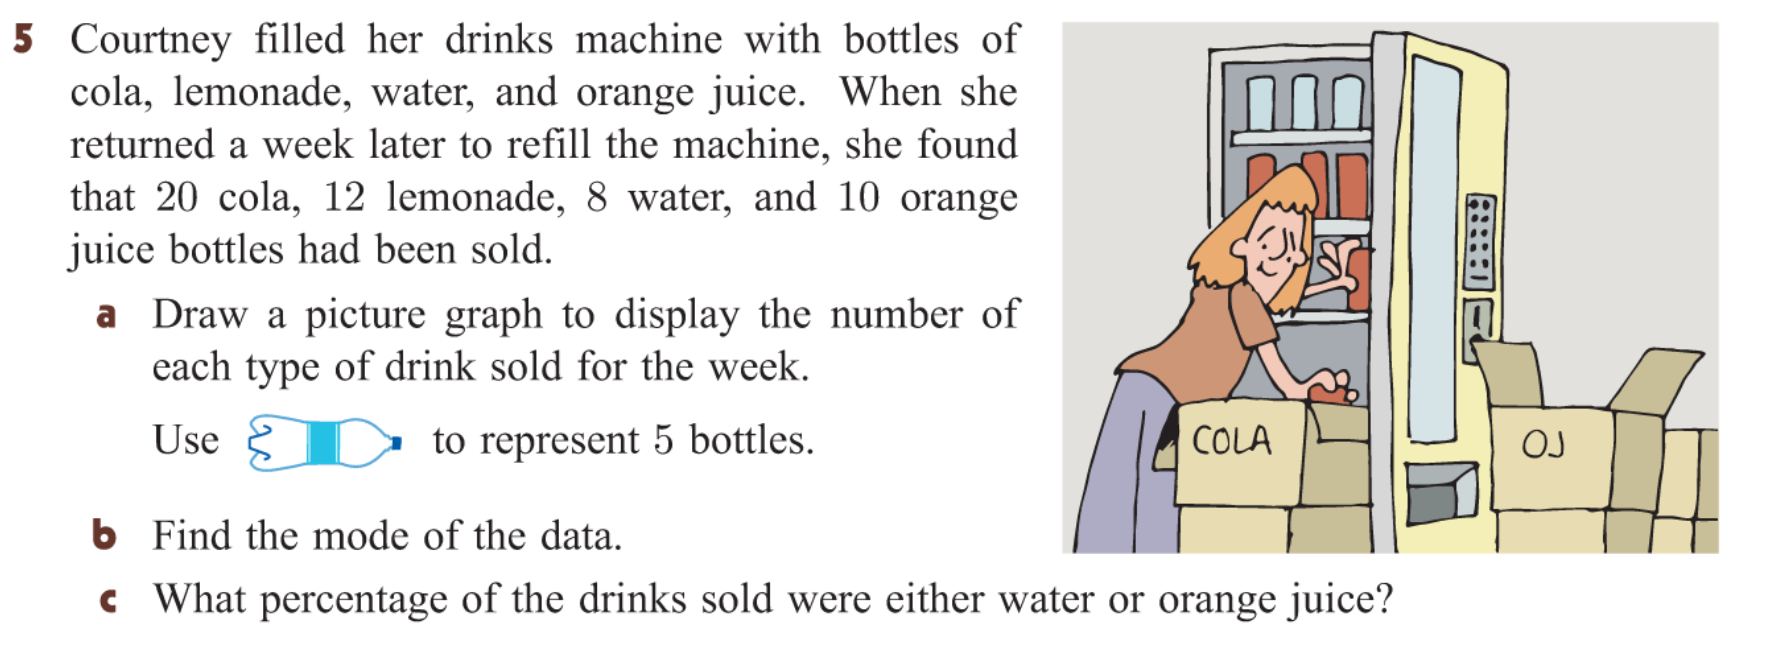 5 Courtney filled her drinks machine with bottles of
cola, lemonade, water, and orange juice. When she
returned a week later to refill the machine, she found
that 20 cola, 12 lemonade, 8 water, and 10 orange
juice bottles had been sold.
a Draw a picture graph to display the number of
each type of drink sold for the week.
Use to represent 5 bottles.
b Find the mode of the data.
c What percentage of the drinks sold were either water or orange juice?
COLA
OJ